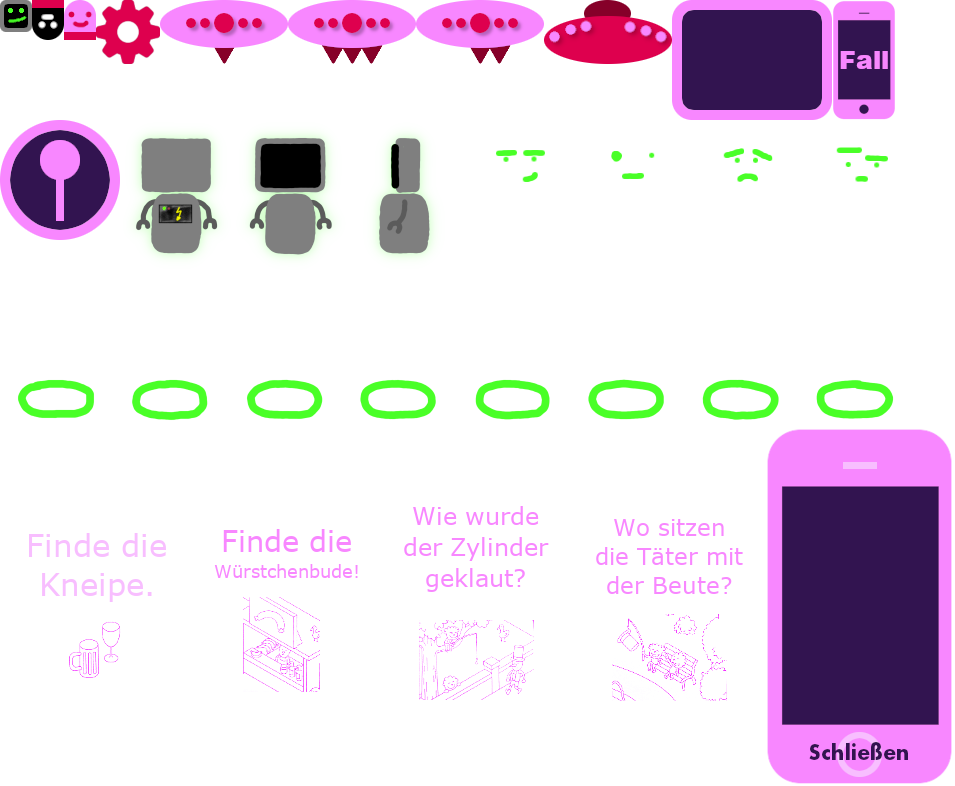 Fall
Finde die
Kneipe.
Finde die
Würstchenbude!
Wie wurde
der Zylinder
geklaut?
Wo sitzen
die Täter mit
der Beute?
Schließen